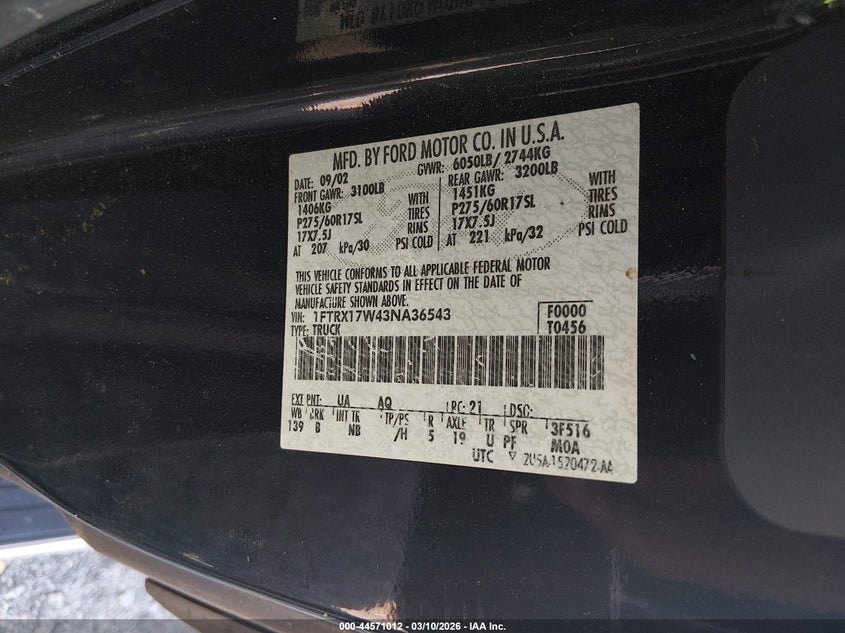 MFD. BY FORD MOTOR CO. IN U.S.A.
DATE: 09/02 GVWR: 6050LB/ 2744KG
FRONT GAWR: 3100LB REAR GAWR: 3200LB
1406KG WITH 1451KG WITH
P275/60R17SL TIRES P275/60R17SL TIRES
17X7.5J RIMS 17X7.5J RIMS
AT 207 kPa/30 PSI COLD AT 221 kPa/32 PSI COLD
THIS VEHICLE CONFORMS TO ALL APPLICABLE FEDERAL MOTOR
VEHICLE SAFETY STANDARDS IN EFFECT ON THE DATE OF
MANUFACTURE SHOWN ABOVE.
VIN: 1FTRX17W43NA36543 F0000
TYPE: TRUCK T0456
EXT PNT: UA AQ RC: 21 DSO:
WB BRK INT TR TP/PS R AXLE TR SPR 3F516
139 B NB /H 5 19 U PF M0A
UTC 2U5A-1520472-AA
000-44571012 - 03/10/2026 - IAA Inc.